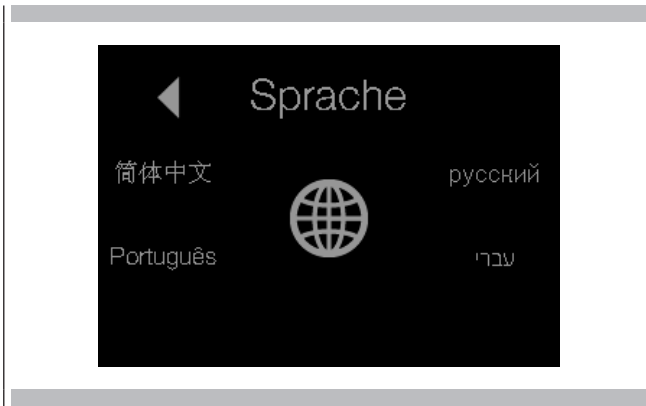 Sprache
简体中文
русский
Português
עברי